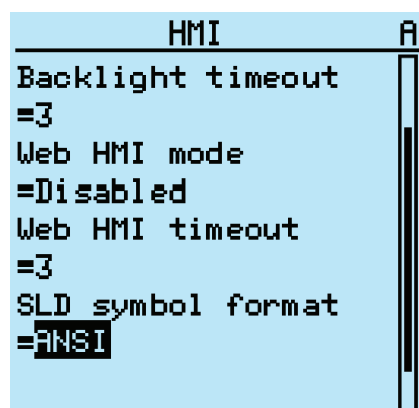 HMI A
Backlight timeout
=3
Web HMI mode
=Disabled
Web HMI timeout
=3
SLD symbol format
=ANSI